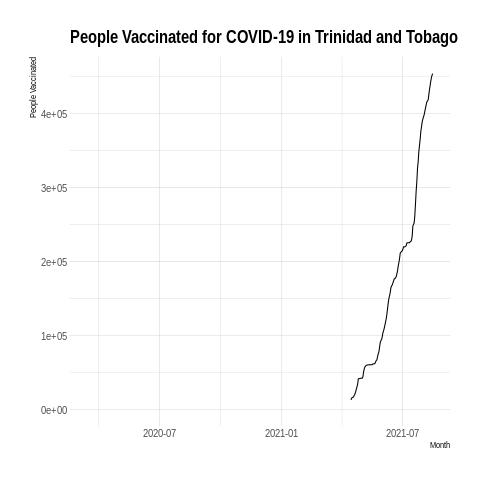 People Vaccinated for COVID-19 in Trinidad and Tobago
People Vaccinated
4e+05
3e+05
2e+05
1e+05
0e+00
2020-07
2021-01
2021-07
Month